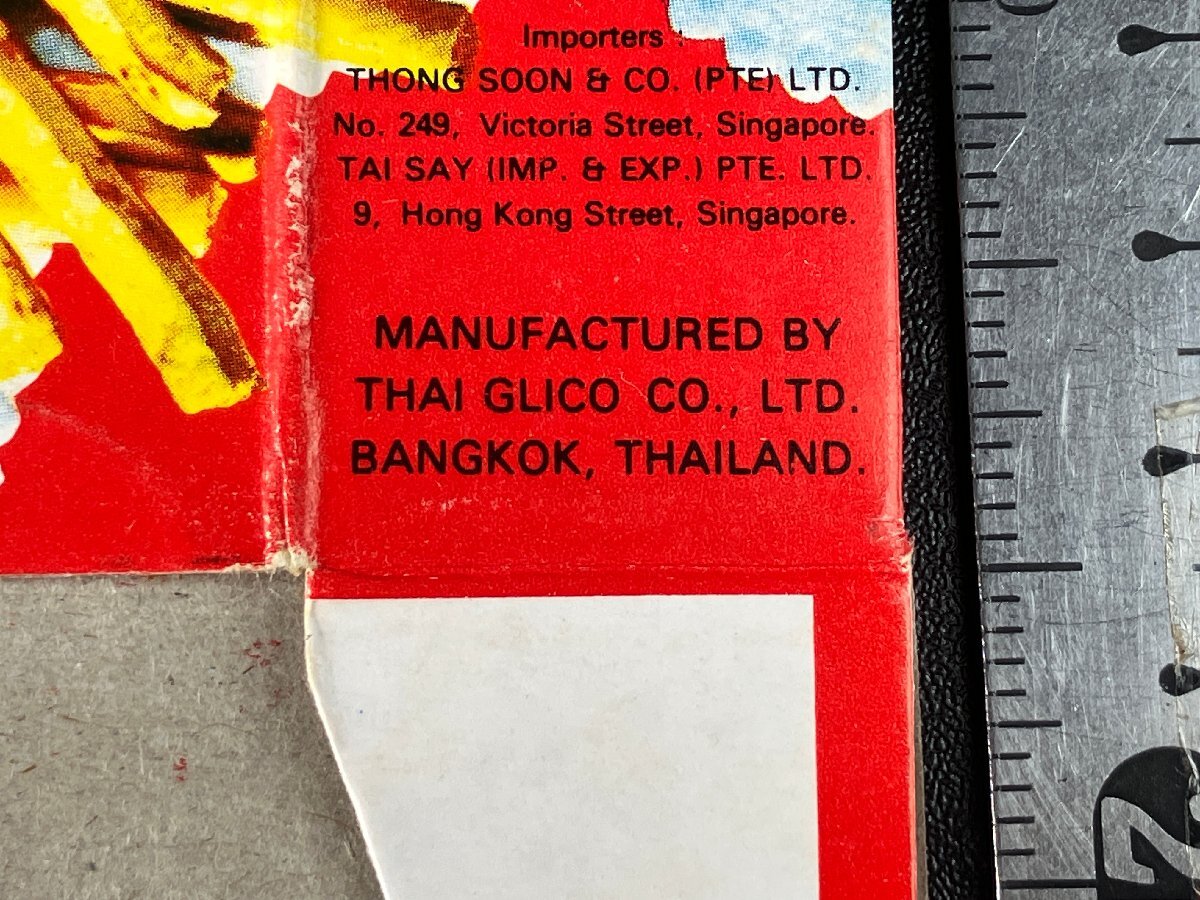 Importers :
THONG SOON & CO. (PTE) LTD.
No. 249, Victoria Street, Singapore.
TAI SAY (IMP. & EXP.) PTE. LTD.
9, Hong Kong Street, Singapore.
MANUFACTURED BY
THAI GLICO CO., LTD.
BANGKOK, THAILAND.
2